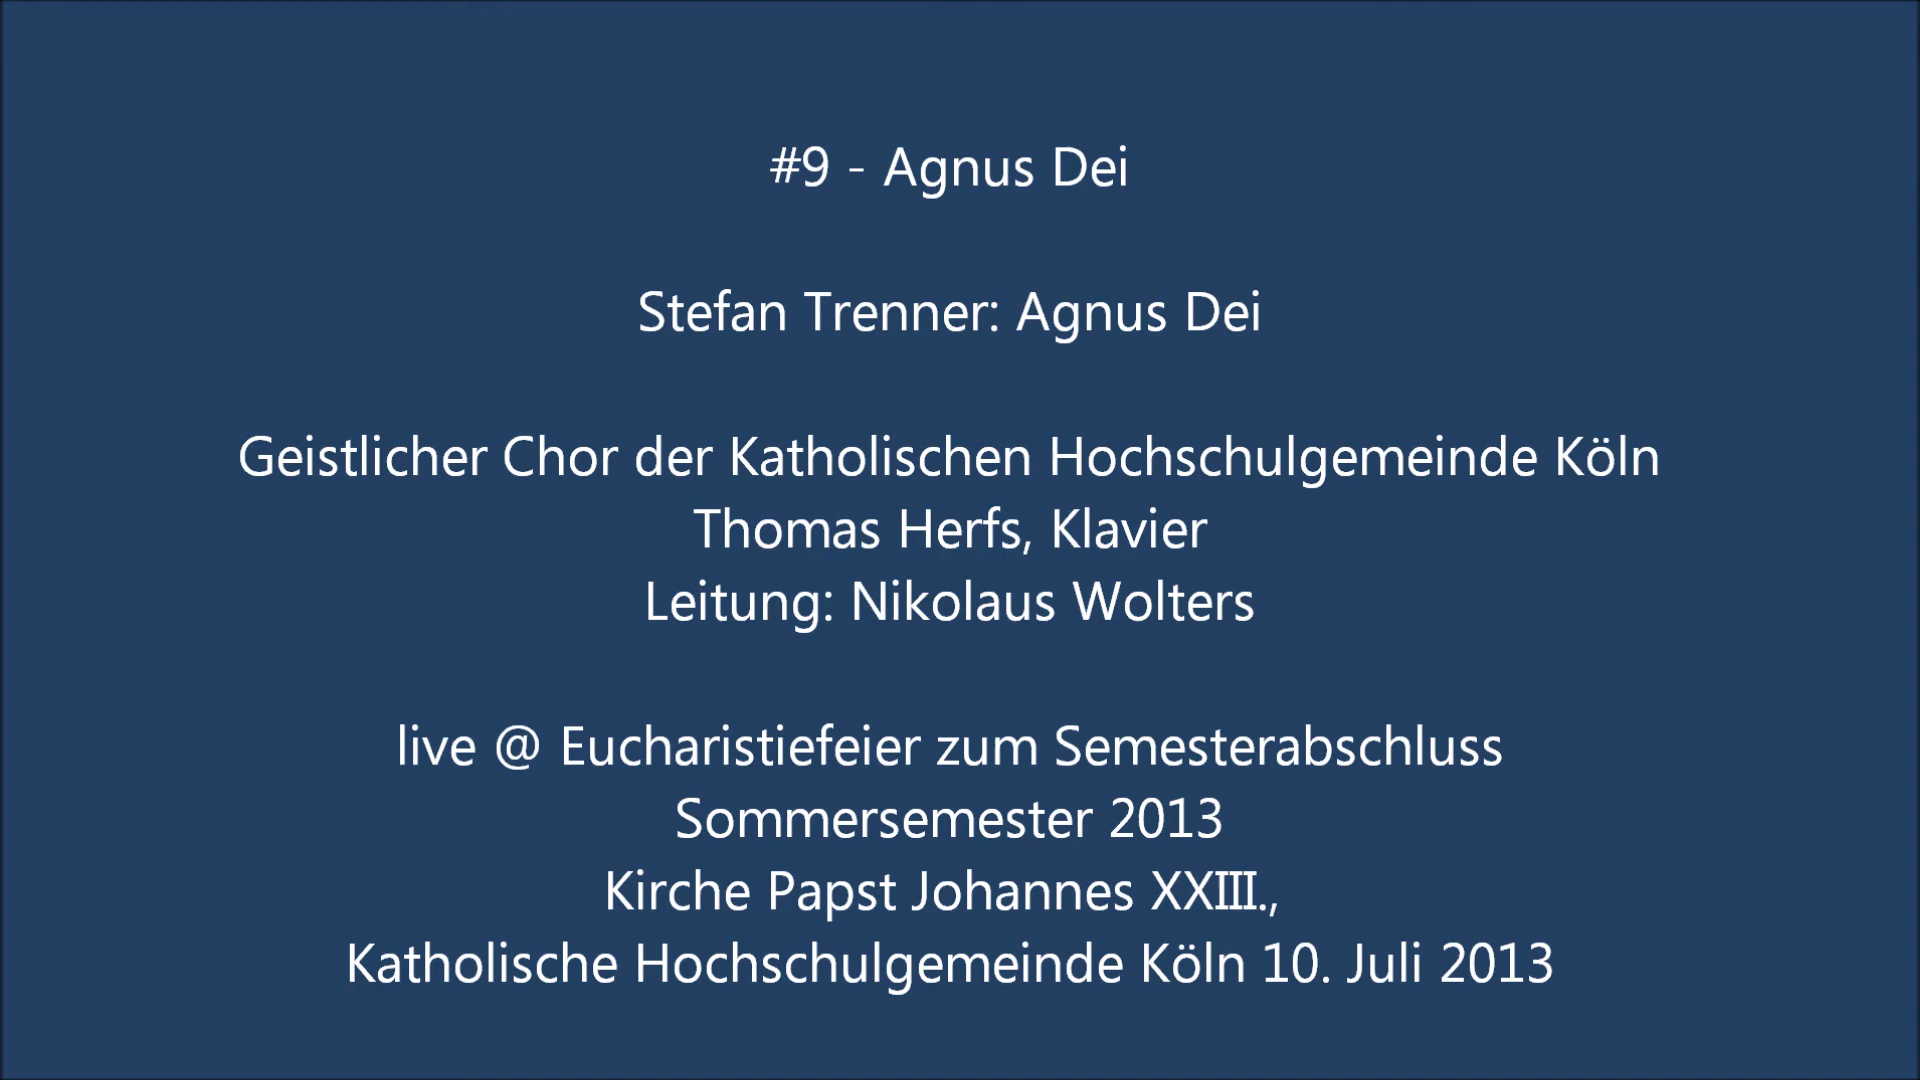 #9 - Agnus Dei
Stefan Trenner: Agnus Dei
Geistlicher Chor der Katholischen Hochschulgemeinde Köln
Thomas Herfs, Klavier
Leitung: Nikolaus Wolters
live @ Eucharistiefeier zum Semesterabschluss
Sommersemester 2013
Kirche Papst Johannes XXIII.,
Katholische Hochschulgemeinde Köln 10. Juli 2013